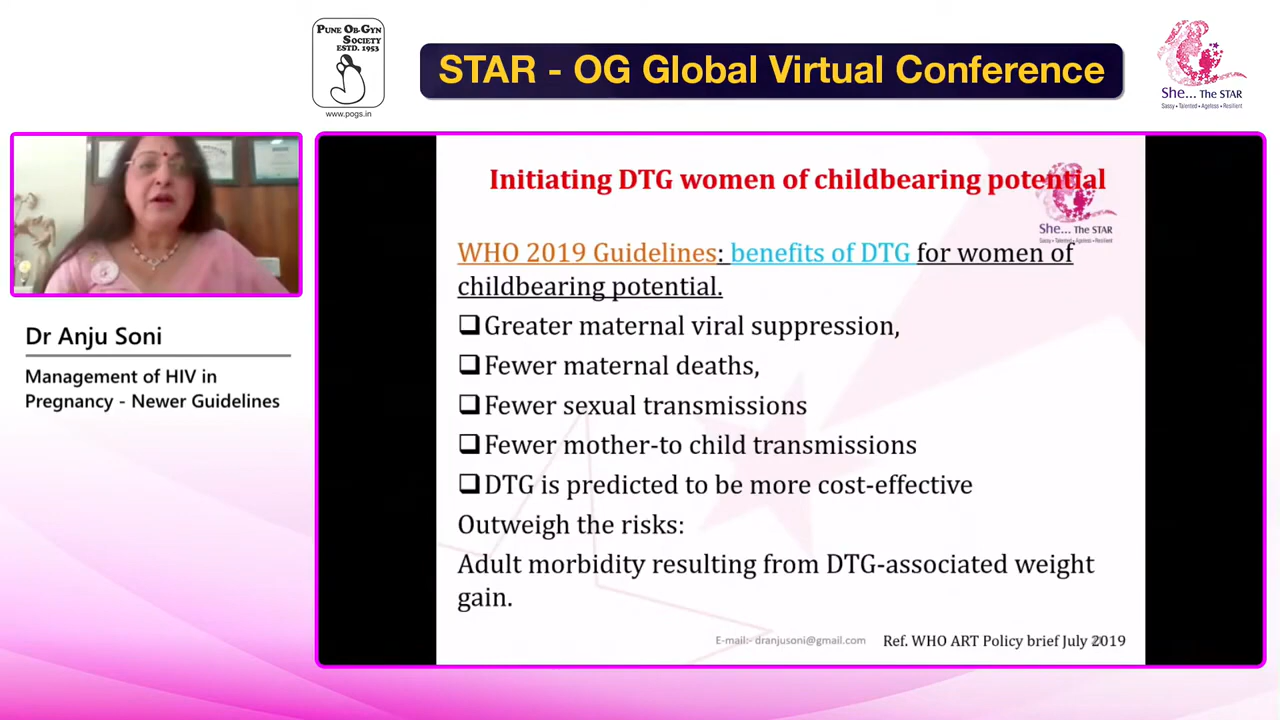 PUNE OB-GYN
SOCIETY
ESTD. 1953
www.pogs.in
STAR - OG Global Virtual Conference
She... The STAR
Sassy • Talented • Ageless • Resilient
Dr Anju Soni
Management of HIV in
Pregnancy - Newer Guidelines
Initiating DTG women of childbearing potential
She... The STAR
Sassy • Talented • Ageless • Resilient
WHO 2019 Guidelines: benefits of DTG for women of
childbearing potential.
❑Greater maternal viral suppression,
❑Fewer maternal deaths,
❑Fewer sexual transmissions
❑Fewer mother-to child transmissions
❑DTG is predicted to be more cost-effective
Outweigh the risks:
Adult morbidity resulting from DTG-associated weight
gain.
E-mail:- dranjusoni@gmail.com
Ref. WHO ART Policy brief July 2019